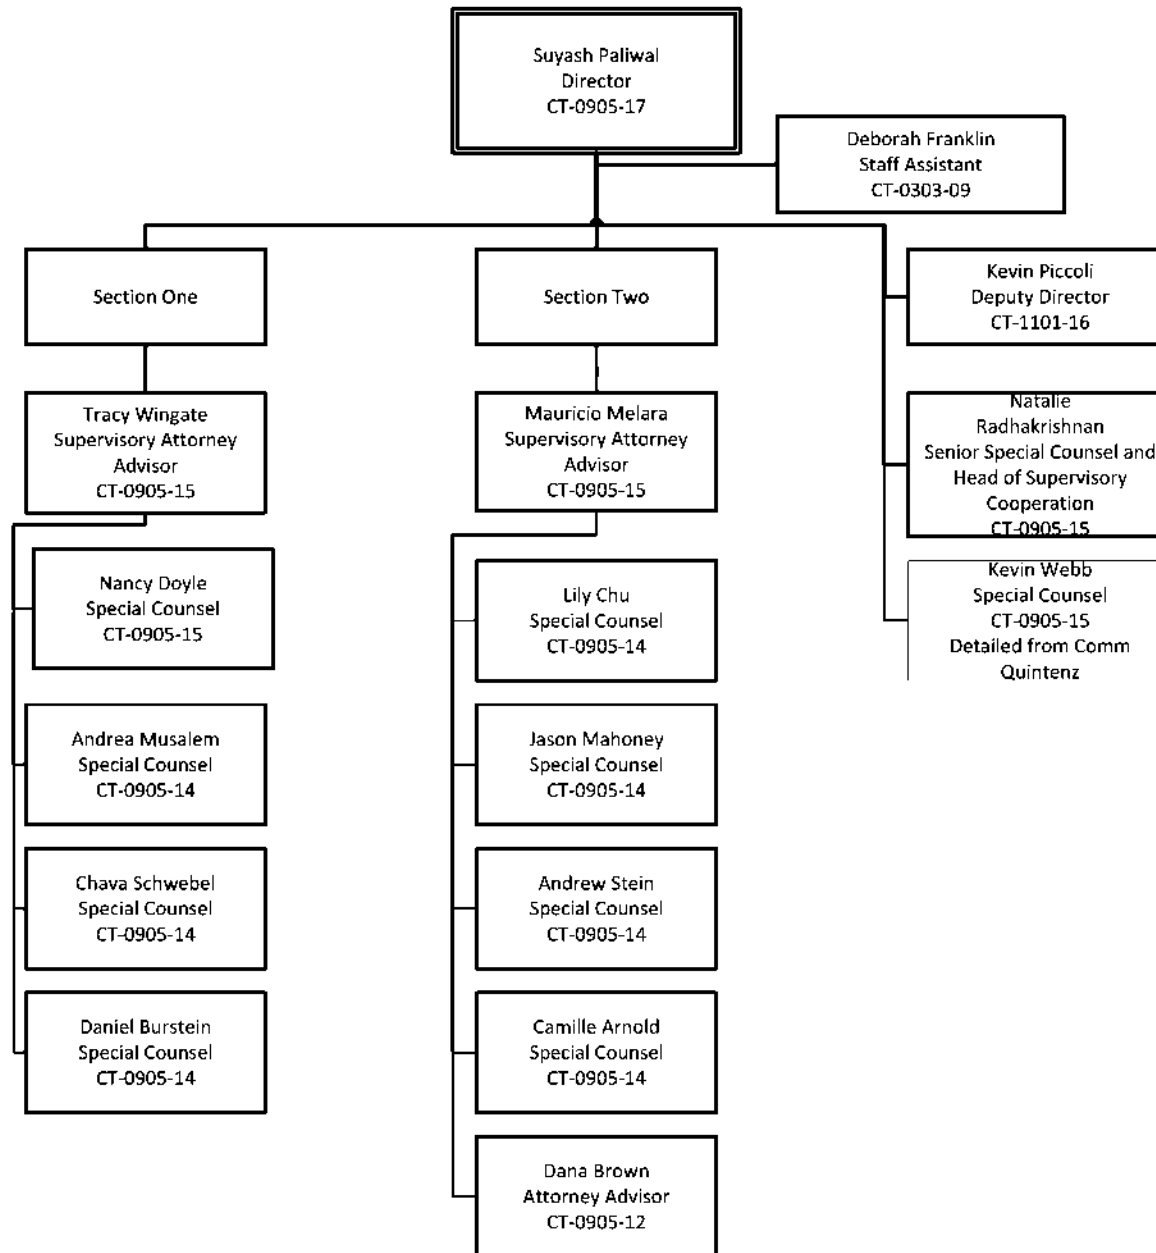 Suyash Paliwal
Director
CT-0905-17
Deborah Franklin
Staff Assistant
CT-0303-09
Section One
Section Two
Kevin Piccoli
Deputy Director
CT-1101-16
Tracy Wingate
Supervisory Attorney
Advisor
CT-0905-15
Mauricio Melara
Supervisory Attorney
Advisor
CT-0905-15
Natalie
Radhakrishnan
Senior Special Counsel and
Head of Supervisory
Cooperation
CT-0905-15
Nancy Doyle
Special Counsel
CT-0905-15
Lily Chu
Special Counsel
CT-0905-14
Kevin Webb
Special Counsel
CT-0905-15
Detailed from Comm
Quintenz
Andrea Musalem
Special Counsel
CT-0905-14
Jason Mahoney
Special Counsel
CT-0905-14
Chava Schwebel
Special Counsel
CT-0905-14
Andrew Stein
Special Counsel
CT-0905-14
Daniel Burstein
Special Counsel
CT-0905-14
Camille Arnold
Special Counsel
CT-0905-14
Dana Brown
Attorney Advisor
CT-0905-12